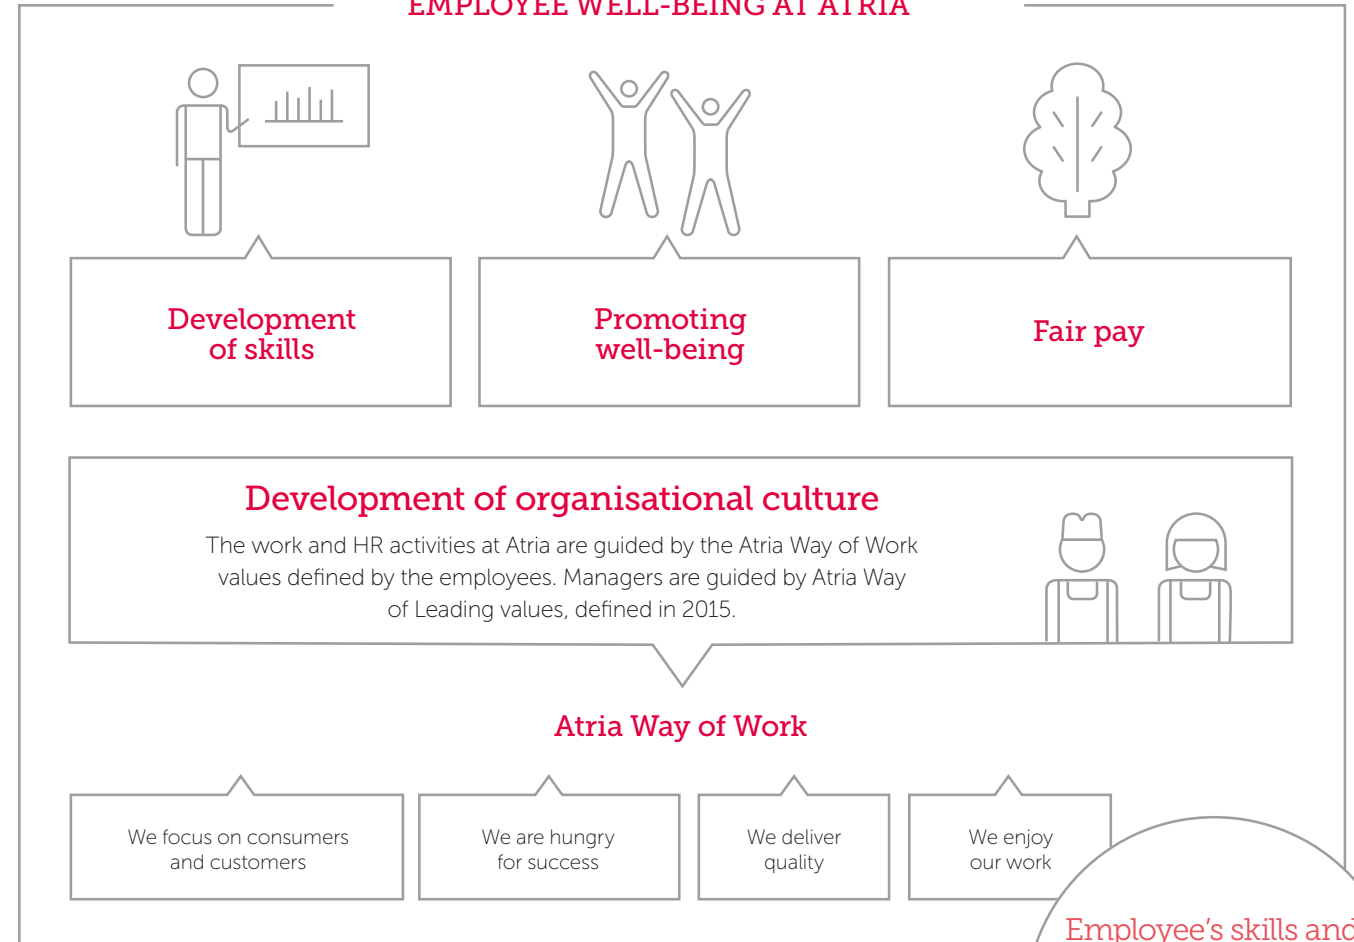 EMPLOYEE WELL-BEING AT ATRIA
Development
of skills
Promoting
well-being
Fair pay
Development of organisational culture
The work and HR activities at Atria are guided by the Atria Way of Work
values defined by the employees. Managers are guided by Atria Way
of Leading values, defined in 2015.
Atria Way of Work
We focus on consumers
and customers
We are hungry
for success
We deliver
quality
We enjoy
our work
Employee's skills and